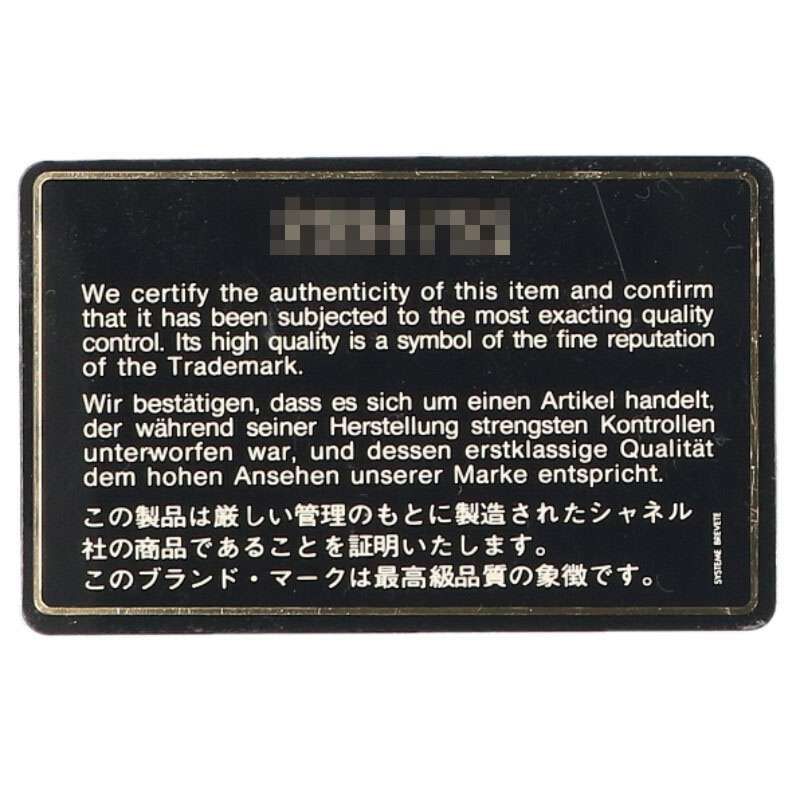 We certify the authenticity of this item and confirm
that it has been subjected to the most exacting quality
control. Its high quality is a symbol of the fine reputation
of the Trademark.
Wir bestätigen, dass es sich um einen Artikel handelt,
der während seiner Herstellung strengsten Kontrollen
unterworfen war, und dessen erstklassige Qualität
dem hohen Ansehen unserer Marke entspricht.
この製品は厳しい管理のもとに製造されたシャネル
社の商品であることを証明いたします。
このブランド・マークは最高級品質の象徴です。
SYSTEME BREVETE